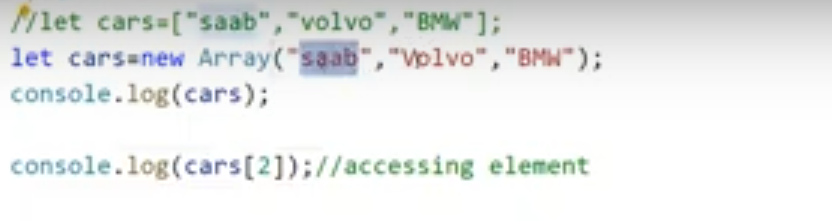 //let cars=["saab","volvo","BMW"];
let cars=new Array("saab","Volvo","BMW");
console.log(cars);
console.log(cars[2]);//accessing element